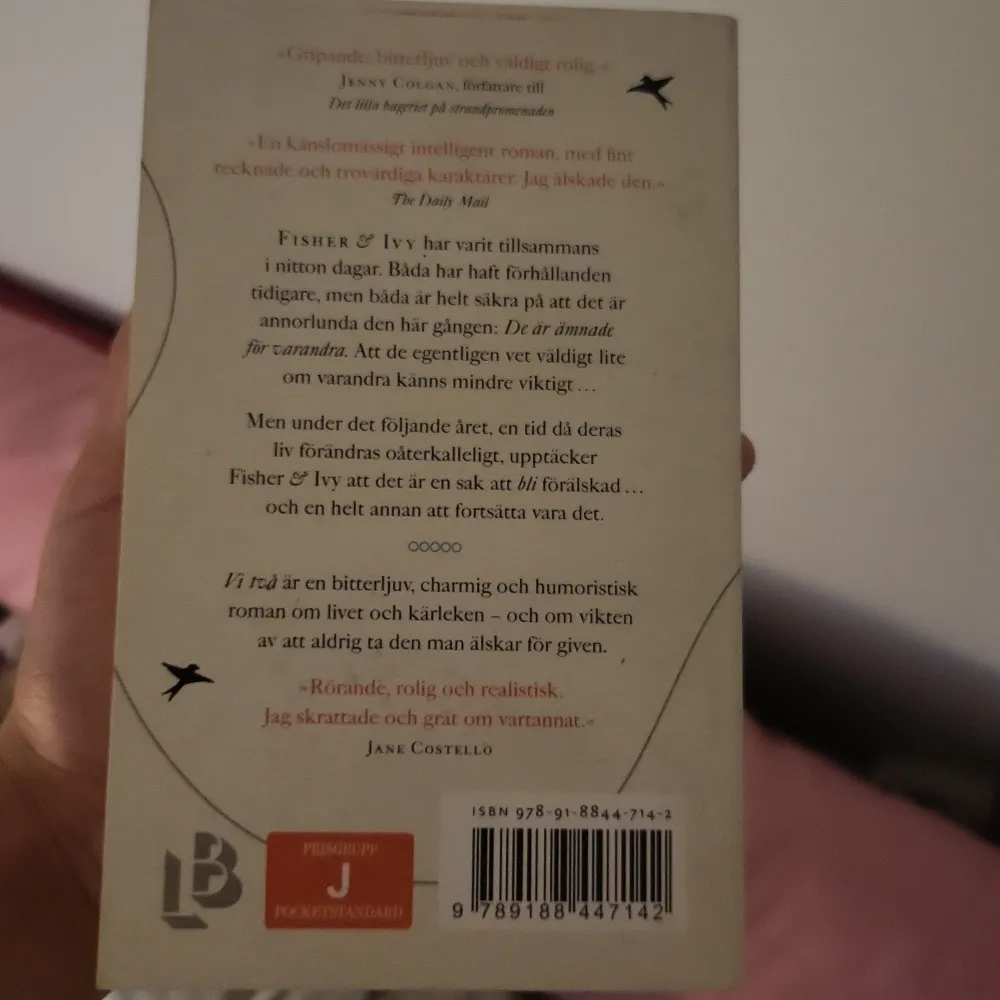 »Gripande, bitterljuv och väldigt rolig.«
JENNY COLGAN, författare till
Det lilla bageriet på strandpromenaden
»En känslomässigt intelligent roman, med fint
tecknade och trovärdiga karaktärer. Jag älskade den.«
The Daily Mail
FISHER & IVY har varit tillsammans
i nitton dagar. Båda har haft förhållanden
tidigare, men båda är helt säkra på att det är
annorlunda den här gången: De är ämnade
för varandra. Att de egentligen vet väldigt lite
om varandra känns mindre viktigt ...
Men under det följande året, en tid då deras
liv förändras oåterkalleligt, upptäcker
Fisher & Ivy att det är en sak att bli förälskad ...
och en helt annan att fortsätta vara det.
Vi två är en bitterljuv, charmig och humoristisk
roman om livet och kärleken – och om vikten
av att aldrig ta den man älskar för given.
»Rörande, rolig och realistisk.
Jag skrattade och grät om vartannat.«
JANE COSTELLO
ISBN 978-91-8844-714-2
LB
PRISGRUPP
J
POCKETSTANDARD
9 789188 447142